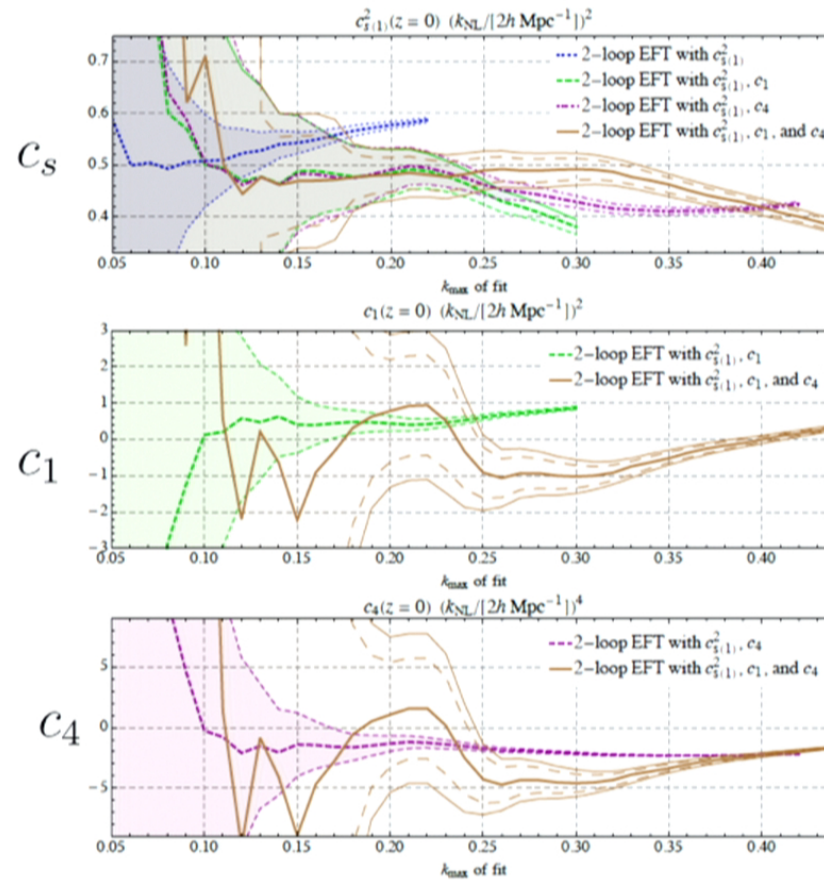 c²s(1)(z = 0) (kNL/[2h Mpc⁻¹])²
2-loop EFT with c²s(1)
2-loop EFT with c²s(1), c1
2-loop EFT with c²s(1), c4
2-loop EFT with c²s(1), c1, and c4
cs
0.7
0.6
0.5
0.4
0.05 0.10 0.15 0.20 0.25 0.30 0.35 0.40
kmax of fit
c1(z = 0) (kNL/[2h Mpc⁻¹])²
2-loop EFT with c²s(1), c1
2-loop EFT with c²s(1), c1, and c4
c1
3
2
1
0
-1
-2
-3
0.05 0.10 0.15 0.20 0.25 0.30 0.35 0.40
kmax of fit
c4(z = 0) (kNL/[2h Mpc⁻¹])⁴
2-loop EFT with c²s(1), c4
2-loop EFT with c²s(1), c1, and c4
c4
5
0
-5
0.05 0.10 0.15 0.20 0.25 0.30 0.35 0.40
kmax of fit